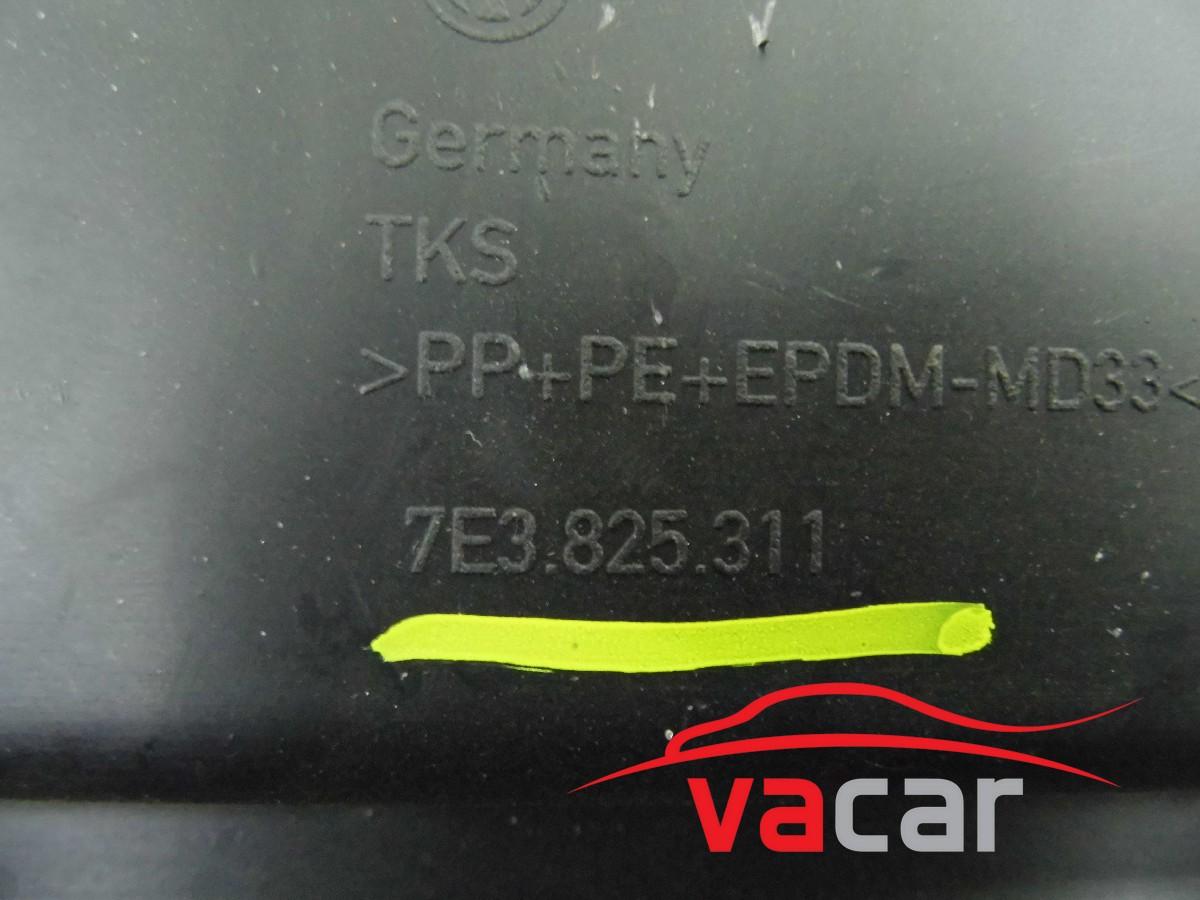 Germany
TKS
>PP+PE+EPDM-MD33<
7E3.825.311
vacar